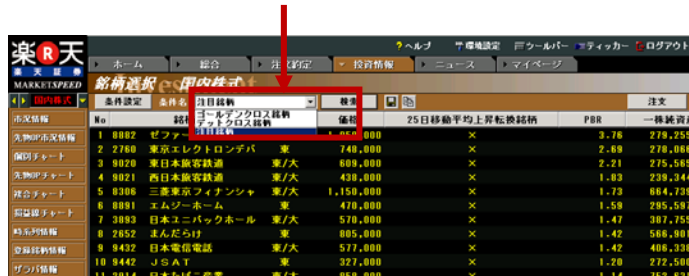 楽R天
楽天証券
MARKETSPEED
?ヘルプ 環境設定 ツールバー ティッカー ログアウト
ホーム 総合 注文約定 投資情報 ニュース マイページ
銘柄選択 国内株式
国内株式
条件設定 条件名 注目銘柄 検索 注文
ゴールデンクロス銘柄
デットクロス銘柄
注目銘柄
No 銘柄 価格 25日移動平均上昇転換銘柄 PBR 一株純資産
1 8882 ゼファー ,000 × 3.76 279,25
2 2760 東京エレクトロンデバ 東 748,000 × 2.69 278,06
3 9020 東日本旅客鉄道 東/大 609,000 × 2.21 275,56
4 9021 西日本旅客鉄道 東/大 438,000 × 1.83 239,34
5 8306 三菱東京フィナンシャ 東/大 1,150,000 × 1.73 664,73
6 8891 エムジーホーム 東 470,000 × 1.59 295,59
7 3893 日本ユニパックホール 東/大 570,000 × 1.47 387,75
8 2652 まんだらけ 東 805,000 × 1.42 566,90
9 9432 日本電信電話 東/大 577,000 × 1.42 406,33
10 9442 JSAT 東 327,000 × 1.20 272,50
市況情報
先物OP市況情報
個別チャート
先物OPチャート
複合チャート
損益線チャート
時系列情報
登録銘柄情報
ザラバ情報